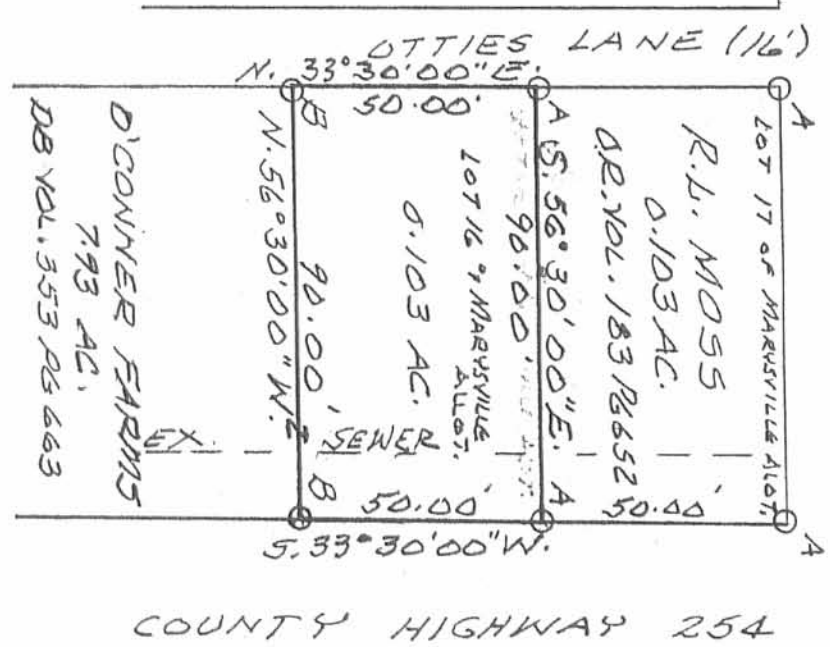 OTTIES LANE (16')
N. 33°30'00"E.
50.00'
A
A
B
LOT 17 OF MARYSVILLE ALOT.
R.L. MOSS
0.103 AC.
O.R. VOL. 183 PG 652
S. 56°30'00"E.
90.00'
LOT 16 OF MARYSVILLE
ALLOT.
0.103 AC.
90.00'
N. 56°30'00"W.
O'CONNER FARMS
7.93 AC.
DB VOL. 353 PG 663
EX. SEWER
B
A
A
50.00'
50.00'
S. 33°30'00"W.
COUNTY HIGHWAY 254